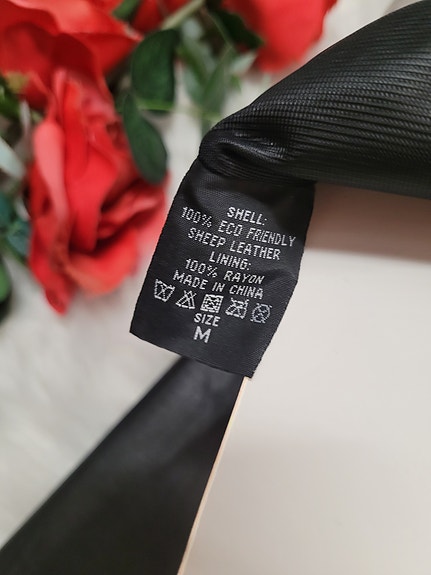 SHELL:
100% ECO FRIENDLY
SHEEP LEATHER
LINING:
100% RAYON
MADE IN CHINA
SIZE
M